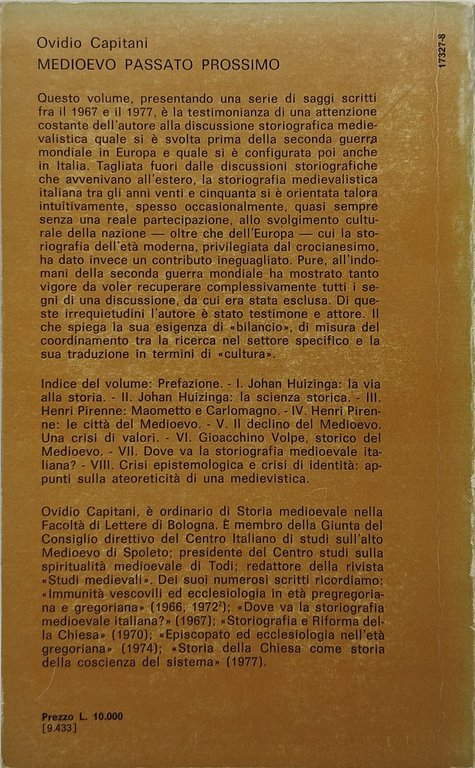 Ovidio Capitani
MEDIOEVO PASSATO PROSSIMO
17327-8
Questo volume, presentando una serie di saggi scritti
fra il 1967 e il 1977, è la testimonianza di una attenzione
costante dell'autore alla discussione storiografica medie-
valistica quale si è svolta prima della seconda guerra
mondiale in Europa e quale si è configurata poi anche
in Italia. Tagliata fuori dalle discussioni storiografiche
che avvenivano all'estero, la storiografia medievalistica
italiana tra gli anni venti e cinquanta si è orientata talora
intuitivamente, spesso occasionalmente, quasi sempre
senza una reale partecipazione, allo svolgimento cultu-
rale della nazione — oltre che dell'Europa — cui la sto-
riografia dell'età moderna, privilegiata dal crocianesimo,
ha dato invece un contributo ineguagliato. Pure, all'indo-
mani della seconda guerra mondiale ha mostrato tanto
vigore da voler recuperare complessivamente tutti i se-
gni di una discussione, da cui era stata esclusa. Di que-
ste irrequietudini l'autore è stato testimone e attore. Il
che spiega la sua esigenza di «bilancio», di misura del
coordinamento tra la ricerca nel settore specifico e la
sua traduzione in termini di «cultura».
Indice del volume: Prefazione. - I. Johan Huizinga: la via
alla storia. - II. Johan Huizinga: la scienza storica. - III.
Henri Pirenne: Maometto e Carlomagno. - IV. Henri Piren-
ne: le città del Medioevo. - V. Il declino del Medioevo.
Una crisi di valori. - VI. Gioacchino Volpe, storico del
Medioevo. - VII. Dove va la storiografia medioevale ita-
liana? - VIII. Crisi epistemologica e crisi di identità: ap-
punti sulla ateoreticità di una medievistica.
Ovidio Capitani, è ordinario di Storia medioevale nella
Facoltà di Lettere di Bologna. È membro della Giunta del
Consiglio direttivo del Centro Italiano di studi sull'alto
Medioevo di Spoleto; presidente del Centro studi sulla
spiritualità medioevale di Todi; redattore della rivista
«Studi medievali». Dei suoi numerosi scritti ricordiamo:
«Immunità vescovili ed ecclesiologia in età pregregoria-
na e gregoriana» (1966, 1972²); «Dove va la storiografia
medioevale italiana?» (1967); «Storiografia e Riforma del-
la Chiesa» (1970); «Episcopato ed ecclesiologia nell'età
gregoriana» (1974); «Storia della Chiesa come storia
della coscienza del sistema» (1977).
Prezzo L. 10.000
[9.433]